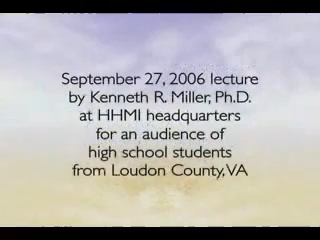 September 27, 2006 lecture
by Kenneth R. Miller, Ph.D.
at HHMI headquarters
for an audience of
high school students
from Loudon County, VA